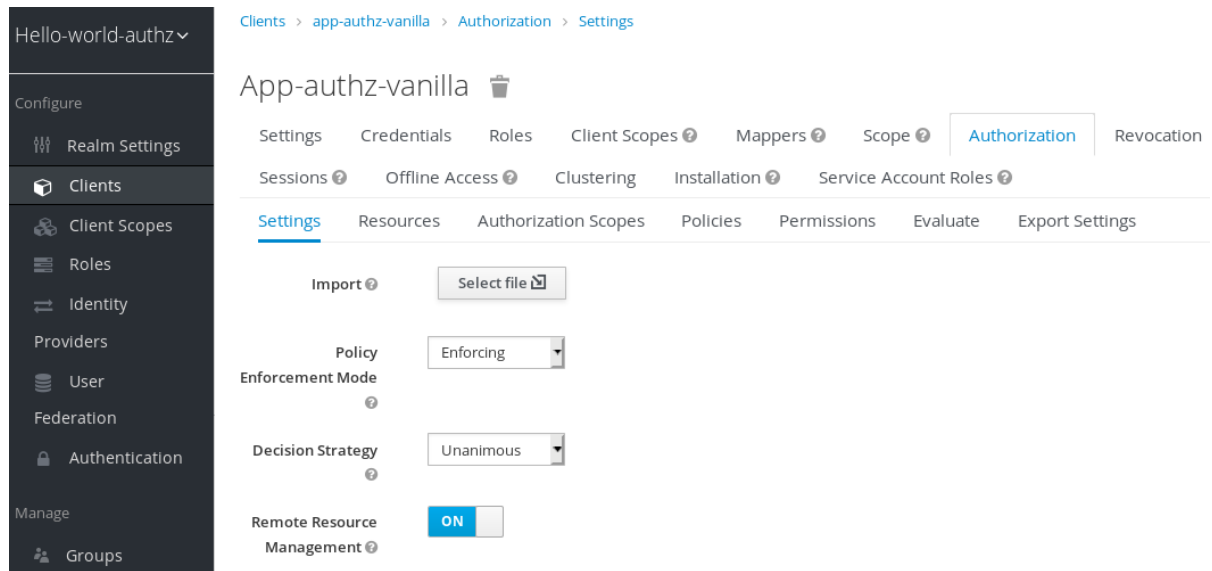 Hello-world-authz
Clients > app-authz-vanilla > Authorization > Settings
App-authz-vanilla
Configure
Realm Settings
Clients
Client Scopes
Roles
Identity
Providers
User
Federation
Authentication
Manage
Groups
Settings Credentials Roles Client Scopes Mappers Scope Authorization Revocation
Sessions Offline Access Clustering Installation Service Account Roles
Settings Resources Authorization Scopes Policies Permissions Evaluate Export Settings
Import Select file
Policy
Enforcement Mode
Enforcing
Decision Strategy
Unanimous
Remote Resource
Management
ON